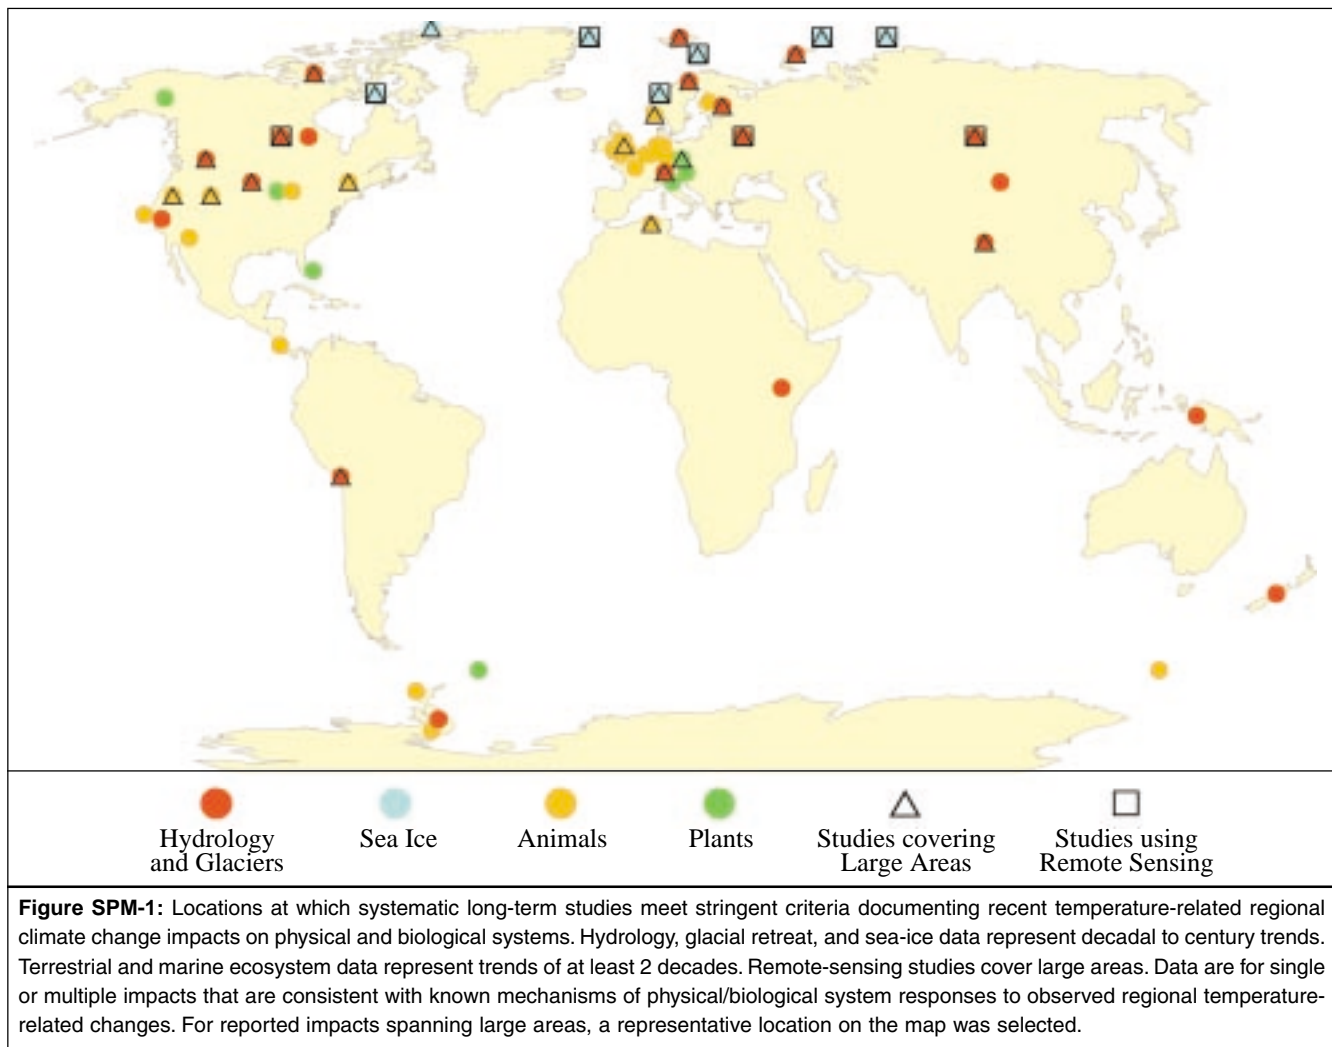 Hydrology
and Glaciers
Sea Ice
Animals
Plants
Studies covering
Large Areas
Studies using
Remote Sensing
Figure SPM-1: Locations at which systematic long-term studies meet stringent criteria documenting recent temperature-related regional
climate change impacts on physical and biological systems. Hydrology, glacial retreat, and sea-ice data represent decadal to century trends.
Terrestrial and marine ecosystem data represent trends of at least 2 decades. Remote-sensing studies cover large areas. Data are for single
or multiple impacts that are consistent with known mechanisms of physical/biological system responses to observed regional temperature-
related changes. For reported impacts spanning large areas, a representative location on the map was selected.